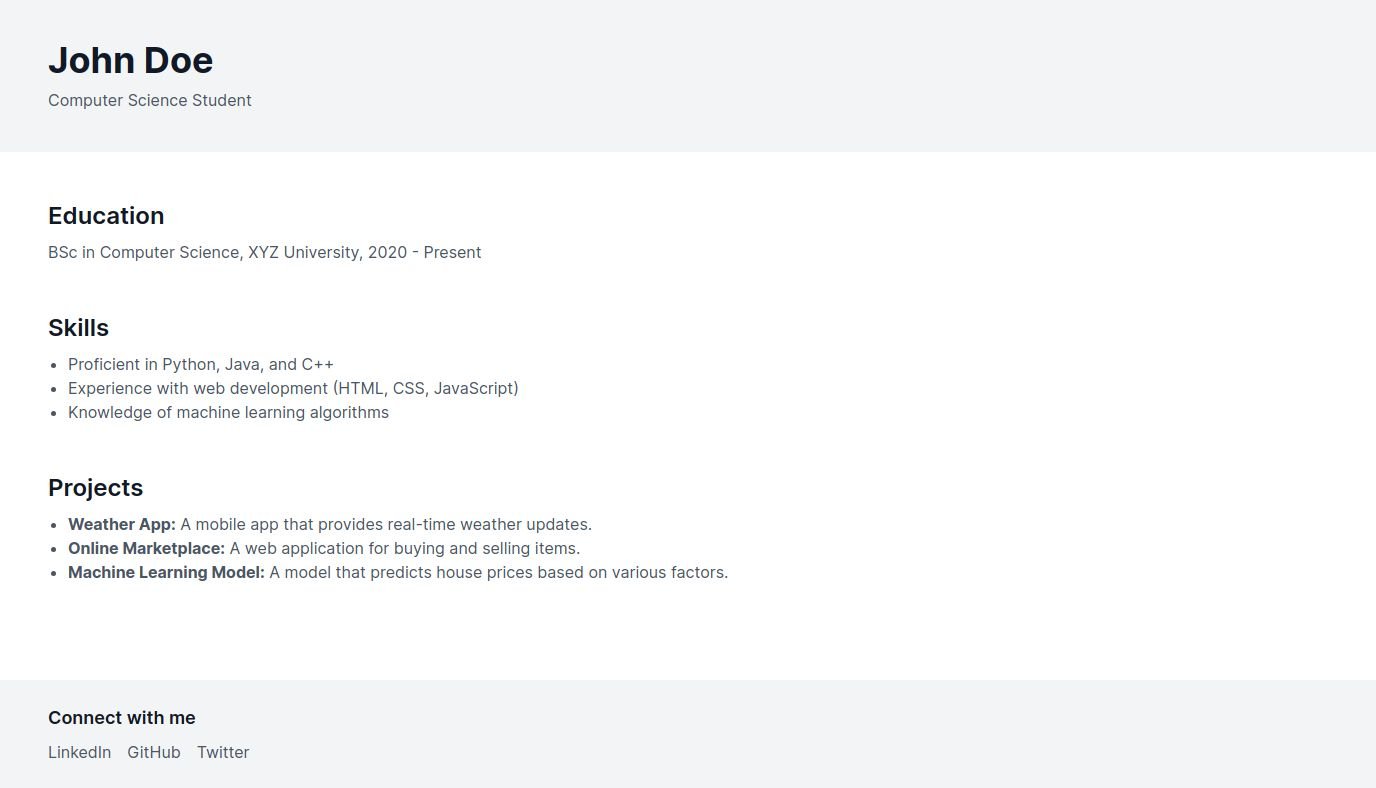 John Doe
Computer Science Student
Education
BSc in Computer Science, XYZ University, 2020 - Present
Skills
• Proficient in Python, Java, and C++
• Experience with web development (HTML, CSS, JavaScript)
• Knowledge of machine learning algorithms
Projects
• Weather App: A mobile app that provides real-time weather updates.
• Online Marketplace: A web application for buying and selling items.
• Machine Learning Model: A model that predicts house prices based on various factors.
Connect with me
LinkedIn GitHub Twitter